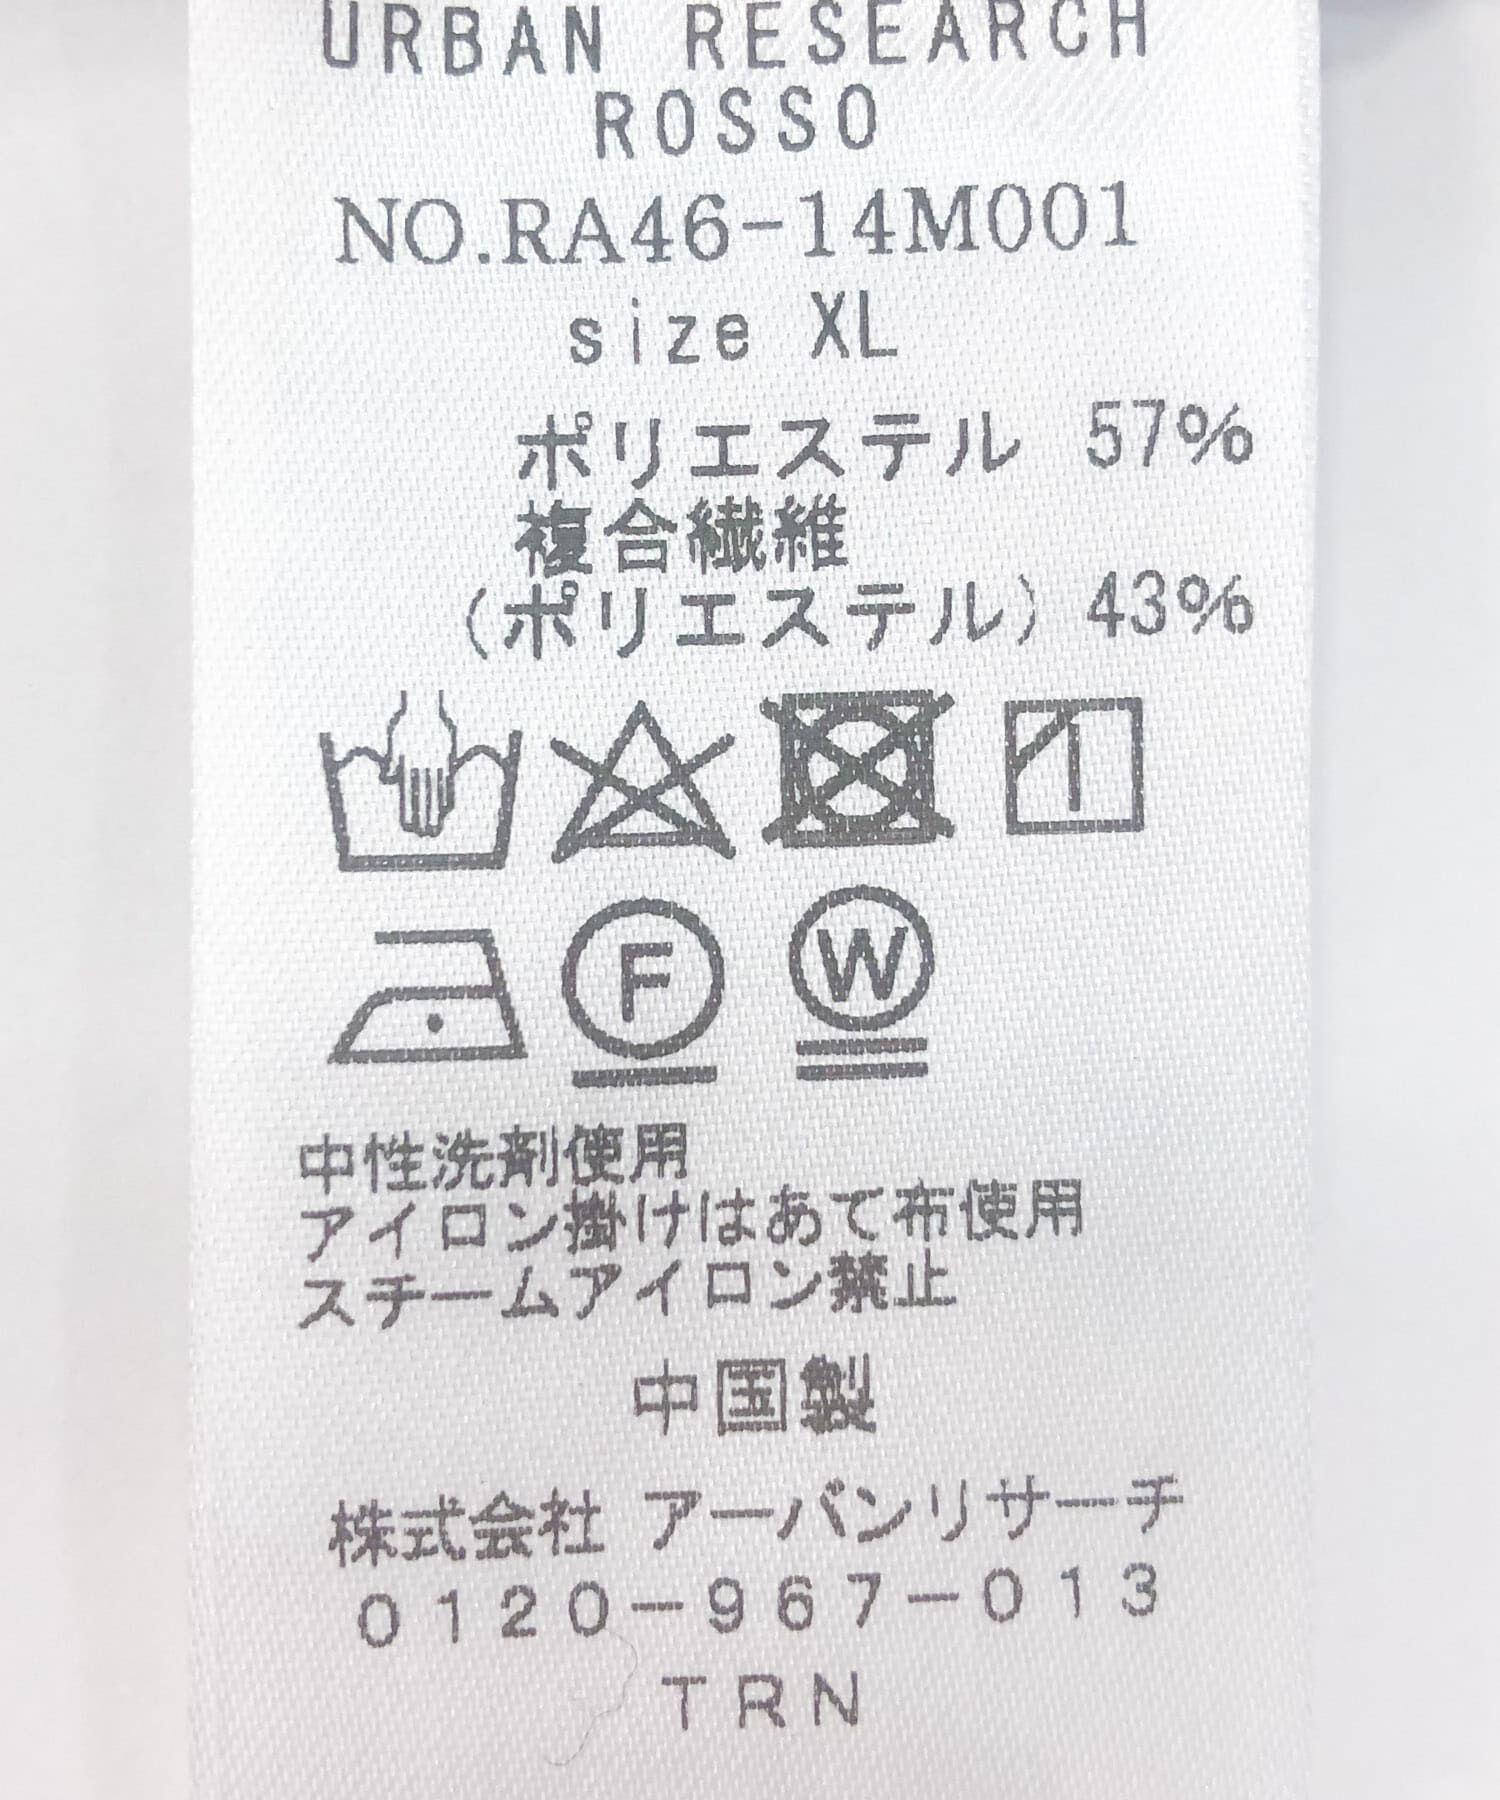 URBAN RESEARCH
ROSSO
NO.RA46-14M001
size XL
ポリエステル 57%
複合繊維
(ポリエステル) 43%
F W
中性洗剤使用
アイロン掛けはあて布使用
スチームアイロン禁止
中国製
株式会社 アーバンリサーチ
0120-967-013
TRN